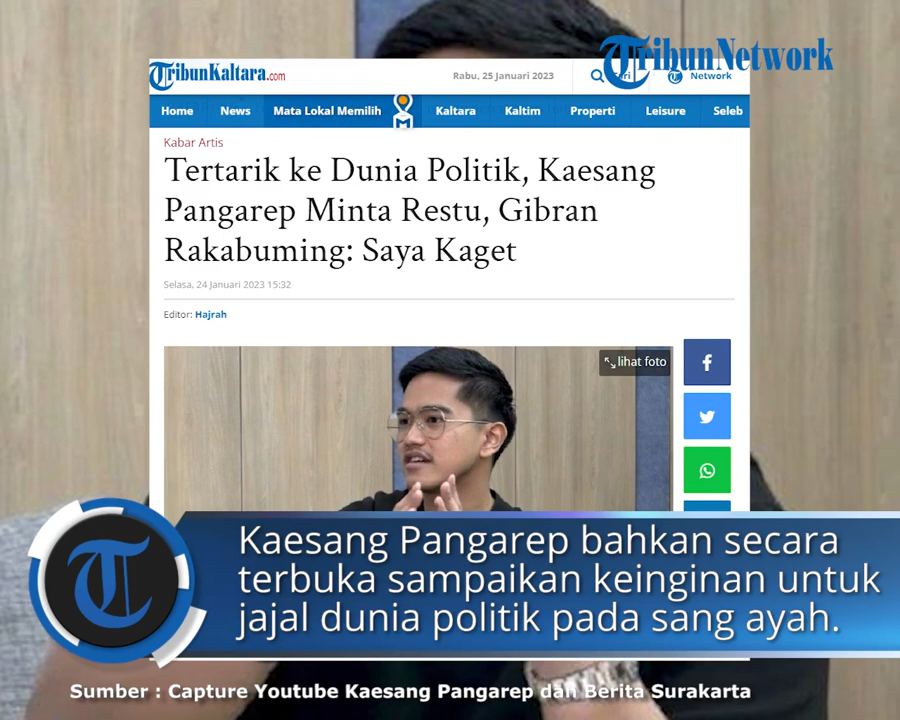 TribunNetwork
TribunKaltara.com
Rabu, 25 Januari 2023
Network
Home News Mata Lokal Memilih Kaltara Kaltim Properti Leisure Seleb
Kabar Artis
Tertarik ke Dunia Politik, Kaesang
Pangarep Minta Restu, Gibran
Rakabuming: Saya Kaget
Selasa, 24 Januari 2023 15:32
Editor: Hajrah
lihat foto
Kaesang Pangarep bahkan secara
terbuka sampaikan keinginan untuk
jajal dunia politik pada sang ayah.
Sumber : Capture Youtube Kaesang Pangarep dan Berita Surakarta